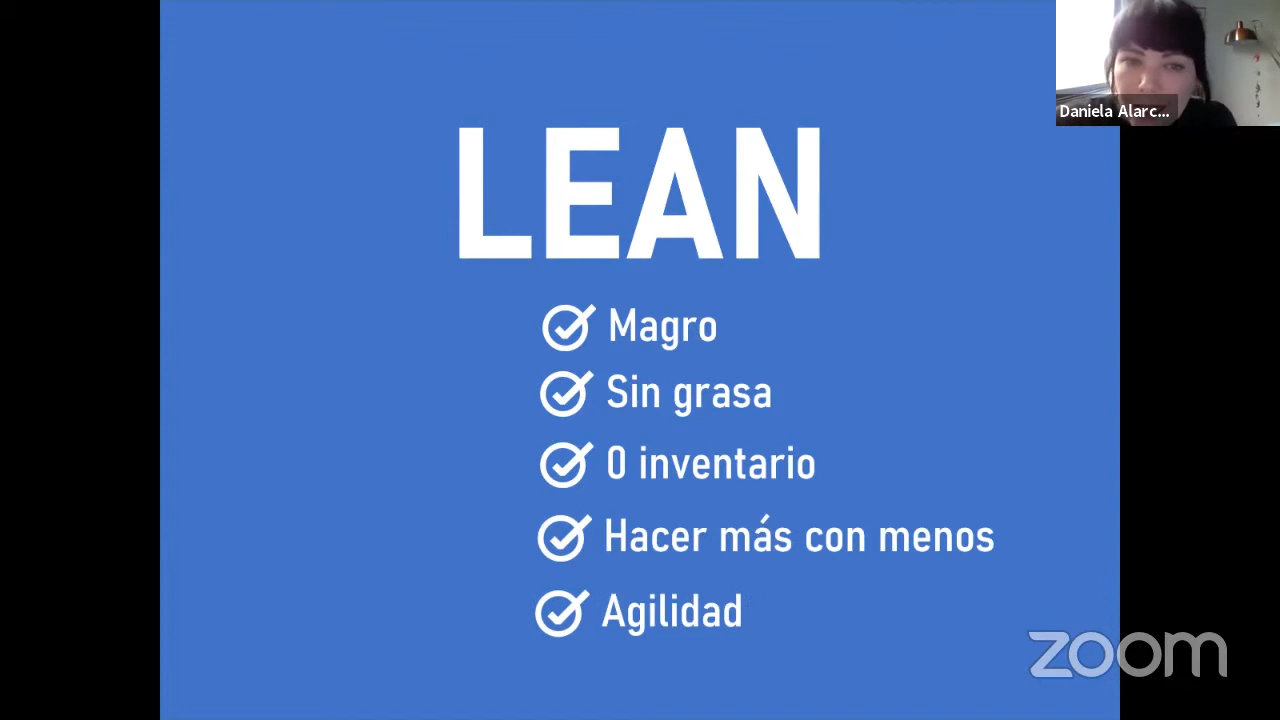 Daniela Alarc...
LEAN
Magro
Sin grasa
0 inventario
Hacer más con menos
Agilidad
zoom